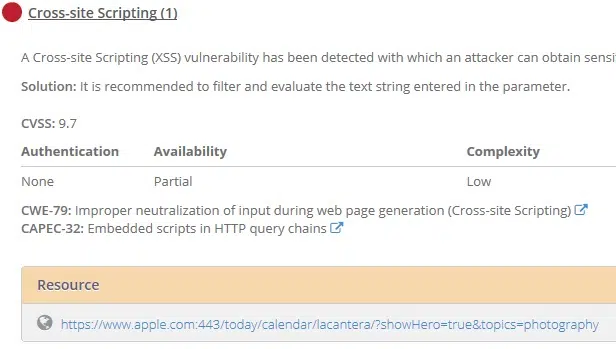 Cross-site Scripting (1)
A Cross-site Scripting (XSS) vulnerability has been detected with which an attacker can obtain
Solution: It is recommended to filter and evaluate the text string entered in the parameter.
CVSS: 9.7
Authentication Availability Complexity
None Partial Low
CWE-79: Improper neutralization of input during web page generation (Cross-site Scripting)
CAPEC-32: Embedded scripts in HTTP query chains
Resource
https://www.apple.com:443/today/calendar/lacantera/?showHero=true&topics=photography